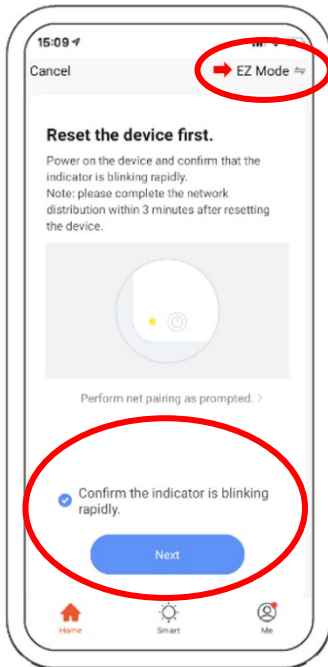 15:09
Cancel
EZ Mode
Reset the device first.
Power on the device and confirm that the
indicator is blinking rapidly.
Note: please complete the network
distribution within 3 minutes after resetting
the device.
Perform net pairing as prompted. >
Confirm the indicator is blinking
rapidly.
Next
Home
Smart
Me